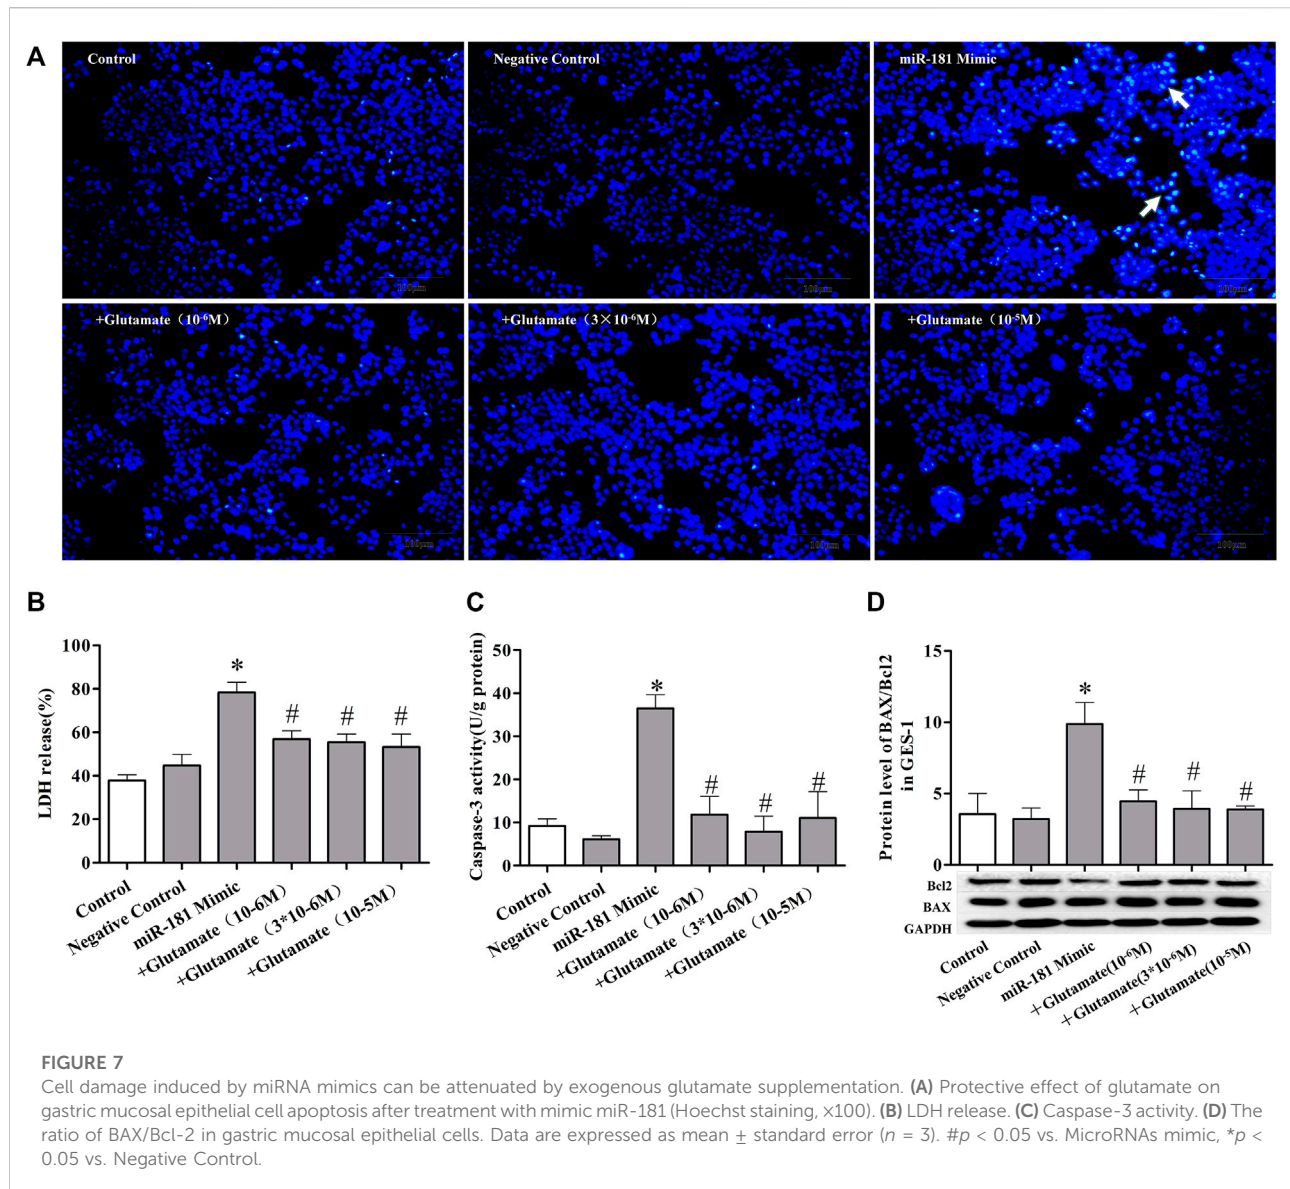 A
Control
Negative Control
miR-181 Mimic
100μm
100μm
100μm
+Glutamate（10⁻⁶M）
+Glutamate（3×10⁻⁶M）
+Glutamate（10⁻⁵M）
100μm
100μm
100μm
B
LDH release(%)
100
80
60
40
20
0
*
#
#
#
Control
Negative Control
miR-181 Mimic
+Glutamate（10-6M）
+Glutamate（3*10-6M）
+Glutamate（10-5M）
C
Caspase-3 activity(U/g protein)
50
40
30
20
10
0
*
#
#
#
Control
Negative Control
miR-181 Mimic
+Glutamate（10-6M）
+Glutamate（3*10-6M）
+Glutamate（10-5M）
D
Protein level of BAX/Bcl2
in GES-1
15
10
5
0
*
#
#
#
Bcl2
BAX
GAPDH
Control
Negative Control
miR-181 Mimic
+Glutamate(10⁻⁶M)
+Glutamate(3*10⁻⁶M)
+Glutamate(10⁻⁵M)
FIGURE 7
Cell damage induced by miRNA mimics can be attenuated by exogenous glutamate supplementation. (A) Protective effect of glutamate on
gastric mucosal epithelial cell apoptosis after treatment with mimic miR-181 (Hoechst staining, ×100). (B) LDH release. (C) Caspase-3 activity. (D) The
ratio of BAX/Bcl-2 in gastric mucosal epithelial cells. Data are expressed as mean ± standard error (n = 3). #p < 0.05 vs. MicroRNAs mimic, *p <
0.05 vs. Negative Control.